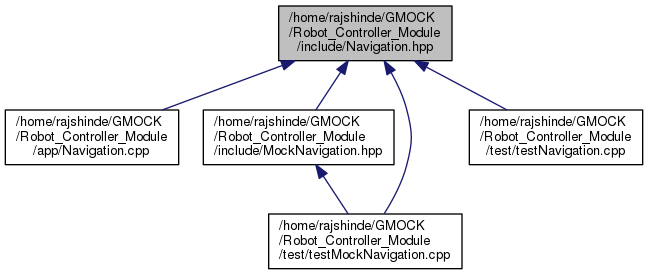 /home/rajshinde/GMOCK
/Robot_Controller_Module
/include/Navigation.hpp
/home/rajshinde/GMOCK
/Robot_Controller_Module
/app/Navigation.cpp
/home/rajshinde/GMOCK
/Robot_Controller_Module
/include/MockNavigation.hpp
/home/rajshinde/GMOCK
/Robot_Controller_Module
/test/testNavigation.cpp
/home/rajshinde/GMOCK
/Robot_Controller_Module
/test/testMockNavigation.cpp